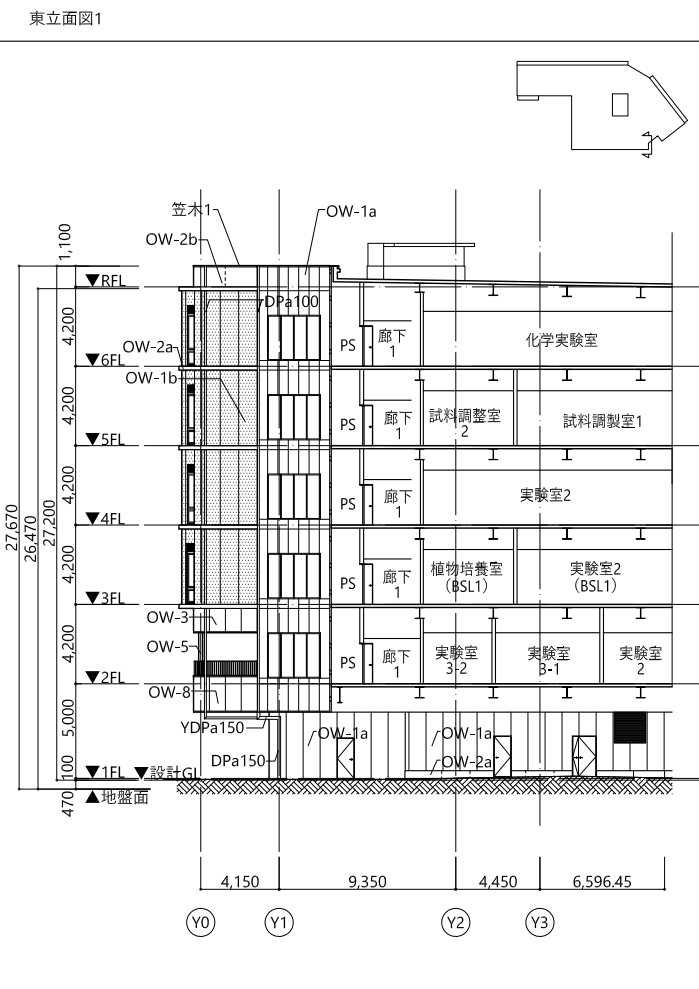 東立面図1
笠木1
OW-1a
OW-2b
1,100
▼RFL
DPa100
4,200
PS
廊下
1
化学実験室
OW-2a
▼6FL
OW-1b
4,200
PS
廊下
1
試料調整室
2
試料調製室1
▼5FL
4,200
PS
廊下
1
実験室2
27,670
26,470
27,200
▼4FL
4,200
PS
廊下
1
植物培養室
(BSL1)
実験室2
(BSL1)
▼3FL
OW-3
4,200
OW-5
PS
廊下
1
実験室
3-2
実験室
3-1
実験室
2
▼2FL
OW-8
5,000
YDPa150
OW-1a
OW-1a
DPa150
OW-2a
100
▼1FL
▼設計GL
470
▲地盤面
4,150
9,350
4,450
6,596.45
Y0
Y1
Y2
Y3